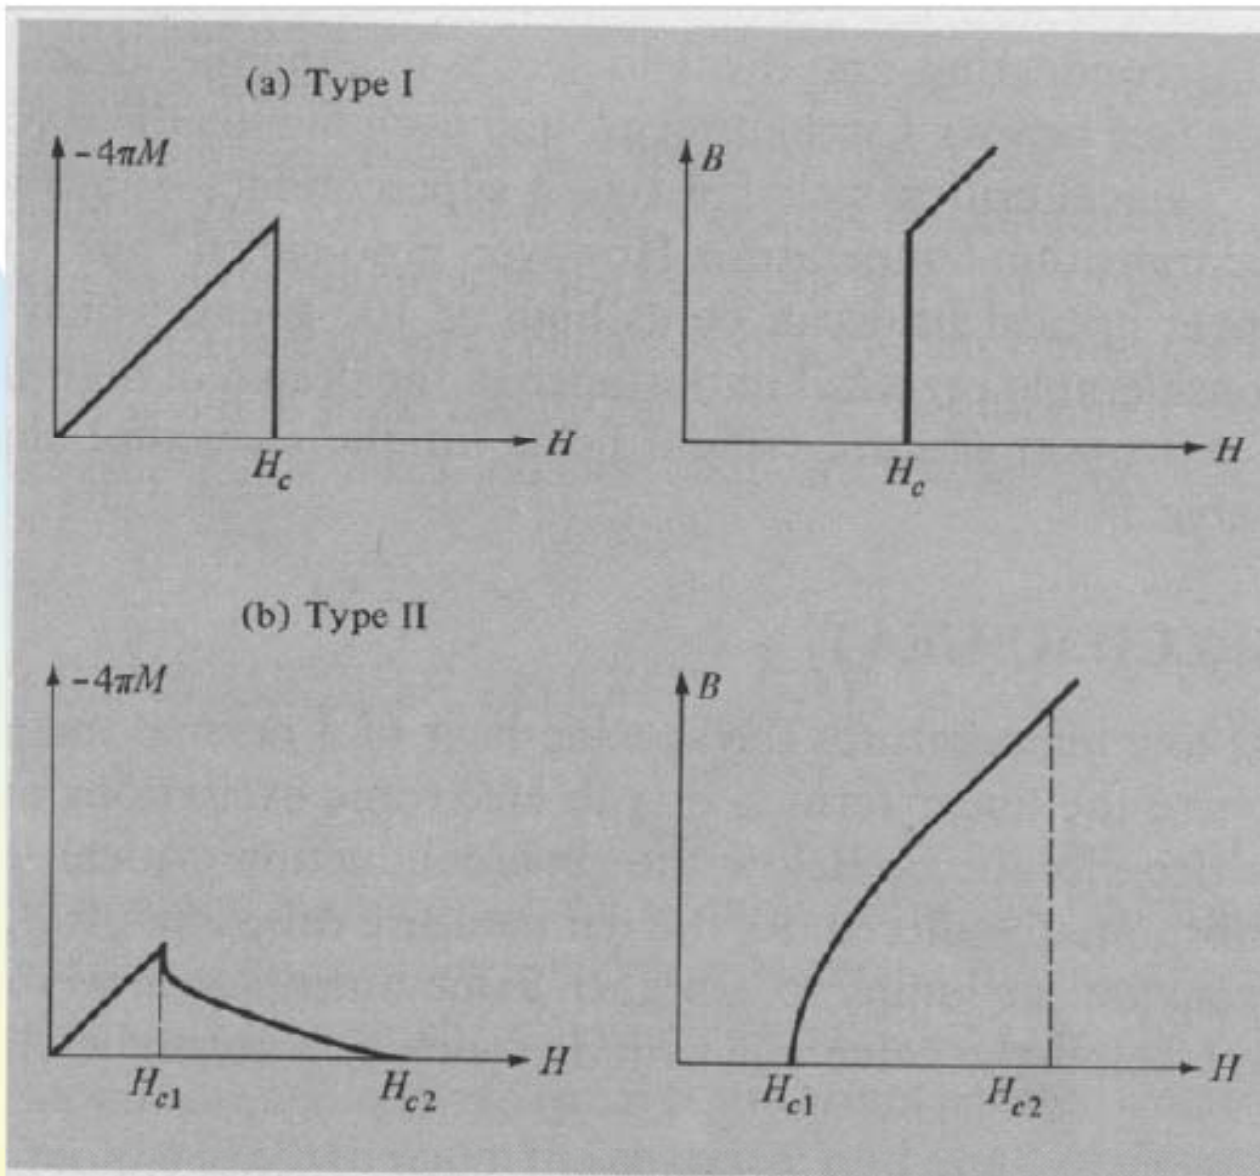 (a) Type I
-4πM
H
H_c
B
H
H_c
(b) Type II
-4πM
H
H_c1
H_c2
B
H
H_c1
H_c2